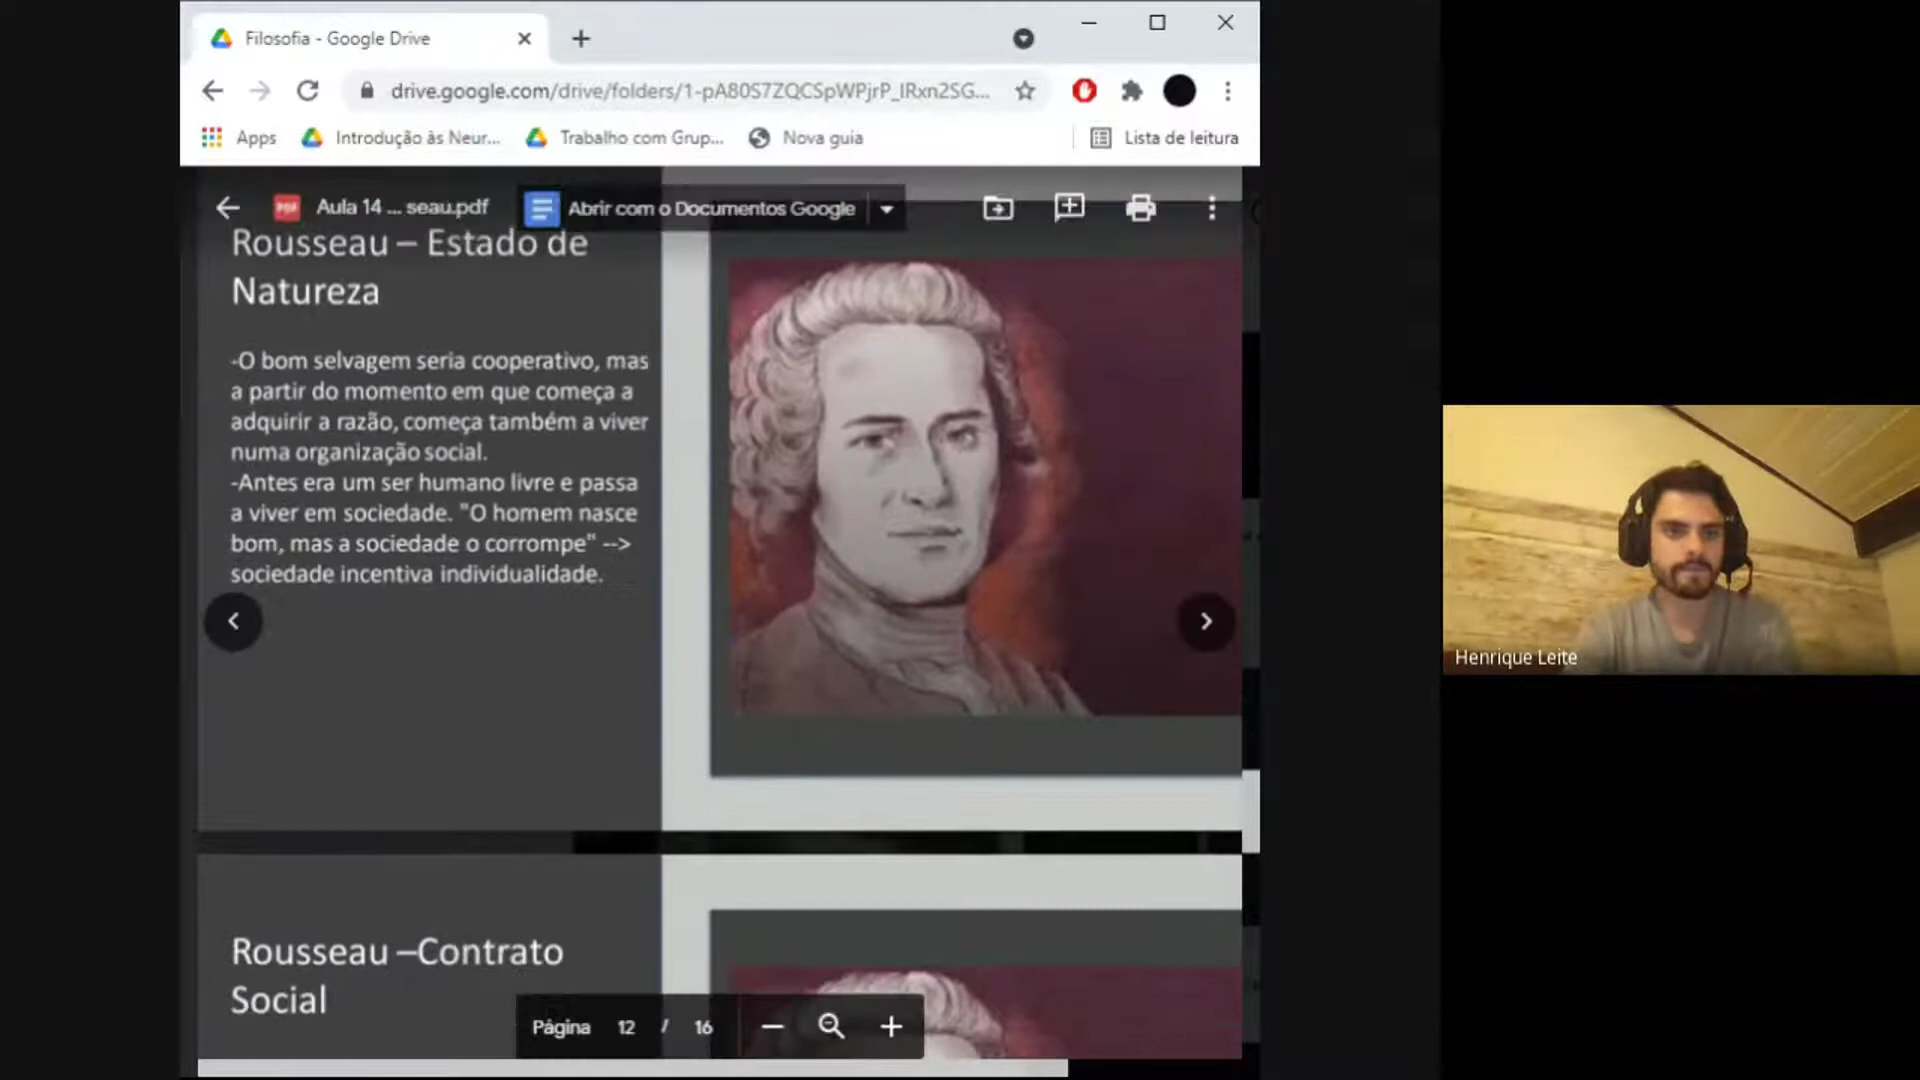 Filosofia - Google Drive
drive.google.com/drive/folders/1-pA80S7ZQCSpWPjrP_IRxn2SG...
Apps
Introdução às Neur...
Trabalho com Grup...
Nova guia
Lista de leitura
PDF
Aula 14 ... seau.pdf
Abrir com o Documentos Google
Rousseau – Estado de
Natureza
-O bom selvagem seria cooperativo, mas
a partir do momento em que começa a
adquirir a razão, começa também a viver
numa organização social.
-Antes era um ser humano livre e passa
a viver em sociedade. "O homem nasce
bom, mas a sociedade o corrompe" -->
sociedade incentiva individualidade.
Henrique Leite
Rousseau –Contrato
Social
Página 12 / 16